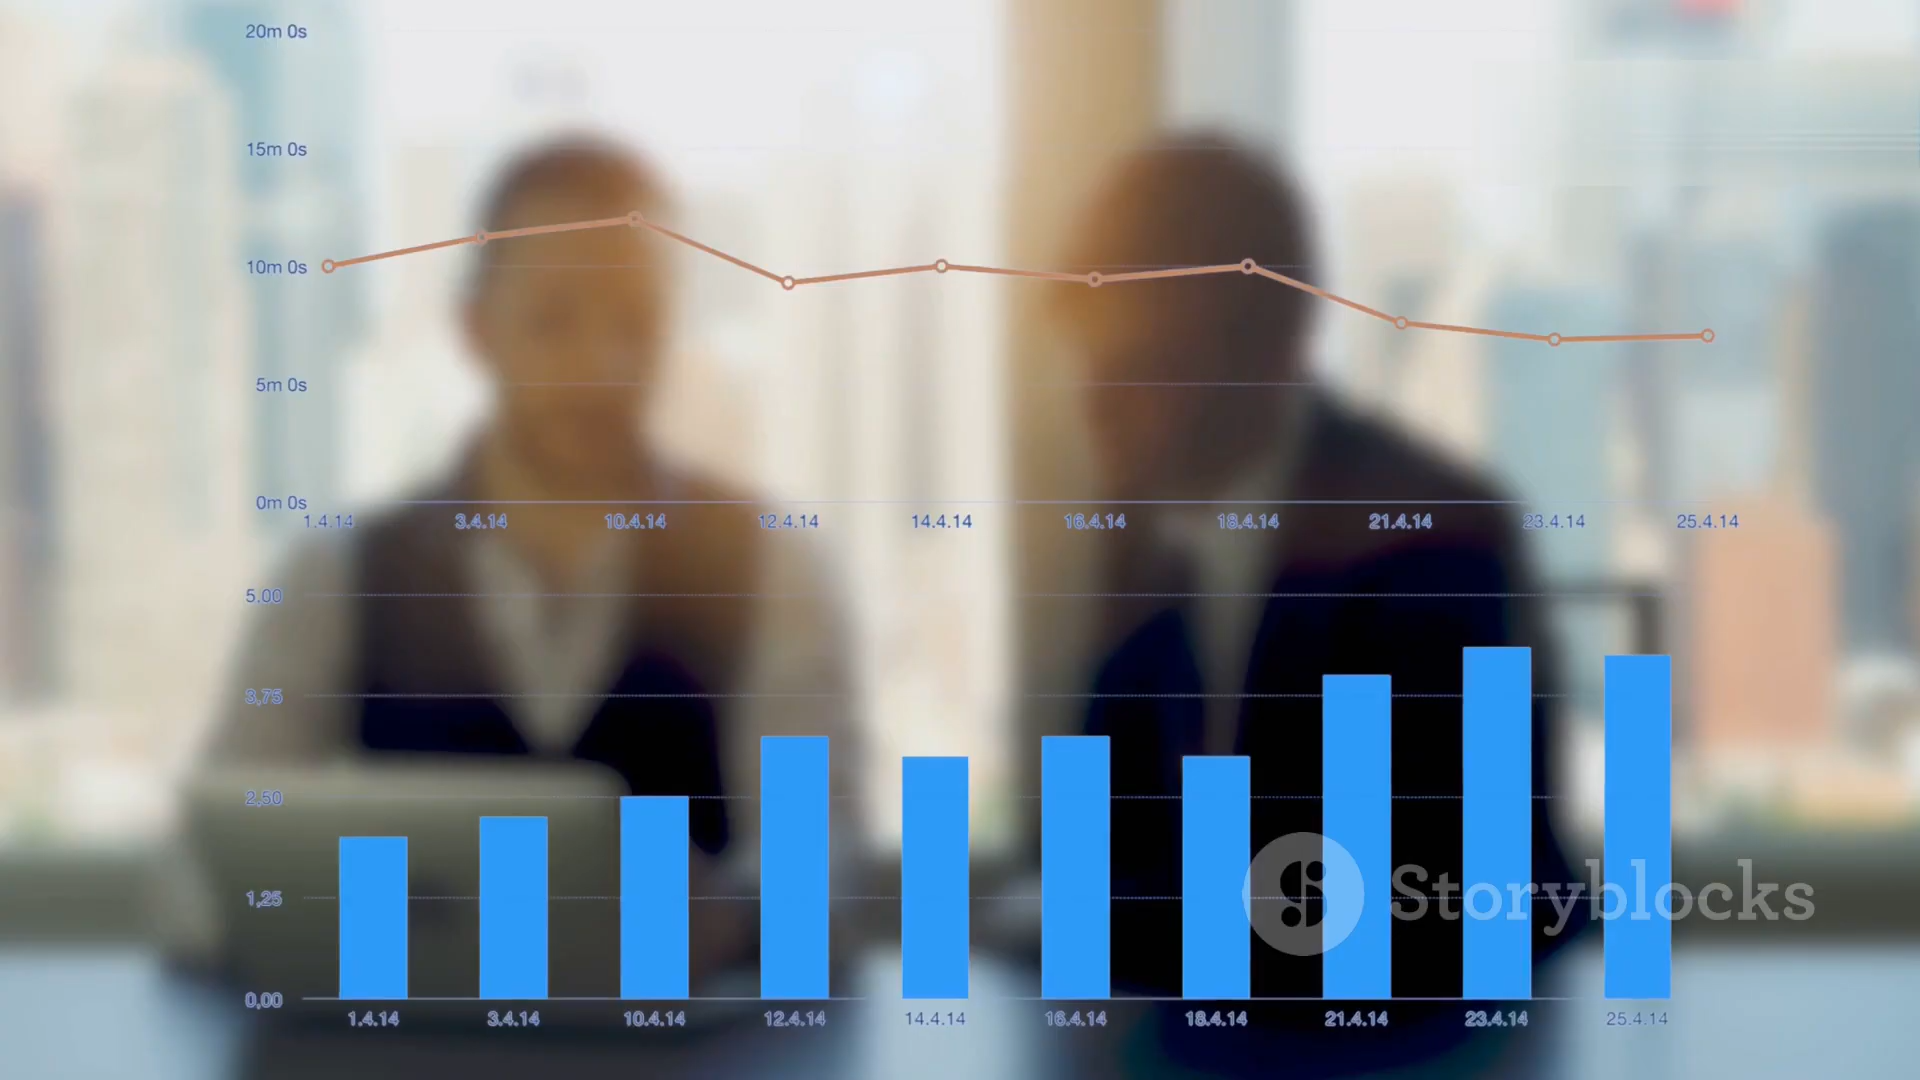 20m 0s
15m 0s
10m 0s
5m 0s
0m 0s
1.4.14 3.4.14 10.4.14 12.4.14 14.4.14 16.4.14 18.4.14 21.4.14 23.4.14 25.4.14
5.00
3,75
2,50
1,25
0,00
1.4.14 3.4.14 10.4.14 12.4.14 14.4.14 16.4.14 18.4.14 21.4.14 23.4.14 25.4.14
Storyblocks